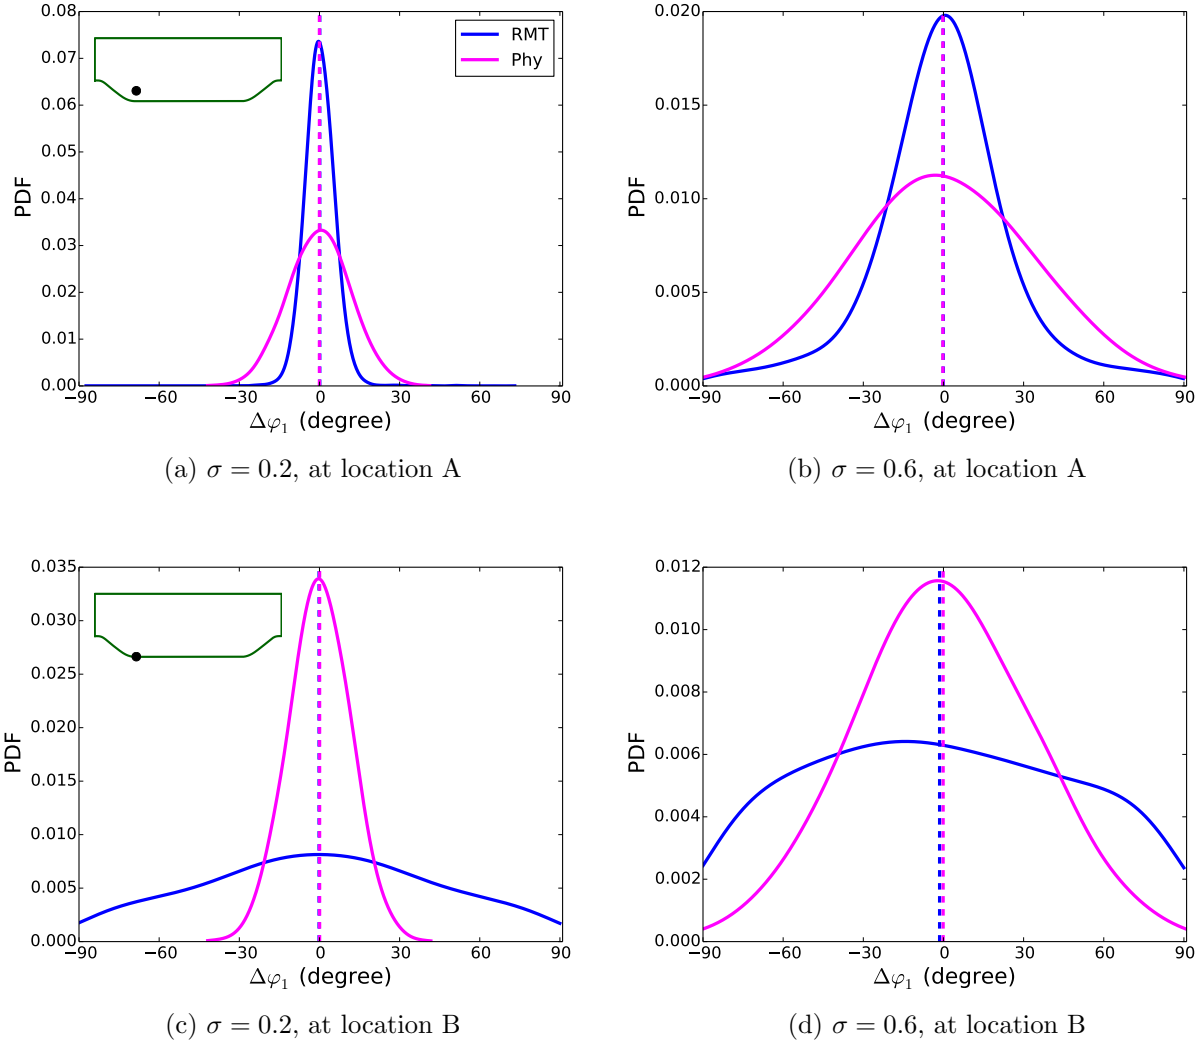 0.08
0.07
0.06
0.05
0.04
0.03
0.02
0.01
0.00
PDF
RMT
Phy
−90 −60 −30 0 30 60 90
Δφ₁ (degree)
(a) σ = 0.2, at location A
0.020
0.015
0.010
0.005
0.000
PDF
−90 −60 −30 0 30 60 90
Δφ₁ (degree)
(b) σ = 0.6, at location A
0.035
0.030
0.025
0.020
0.015
0.010
0.005
0.000
PDF
−90 −60 −30 0 30 60 90
Δφ₁ (degree)
(c) σ = 0.2, at location B
0.012
0.010
0.008
0.006
0.004
0.002
0.000
PDF
−90 −60 −30 0 30 60 90
Δφ₁ (degree)
(d) σ = 0.6, at location B